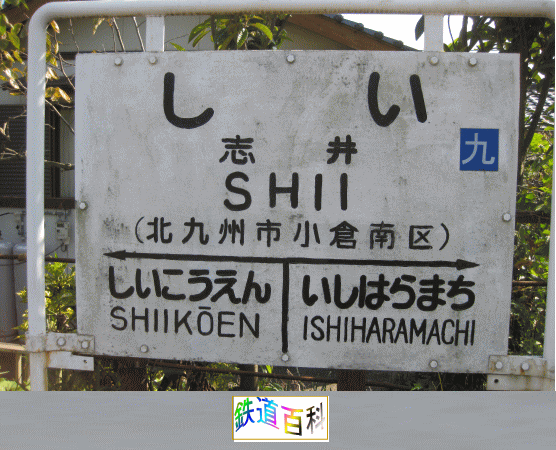 しい
志井
九
SHII
(北九州市小倉南区)
しいこうえん いしはらまち
SHIIKŌEN ISHIHARAMACHI
鉄道百科